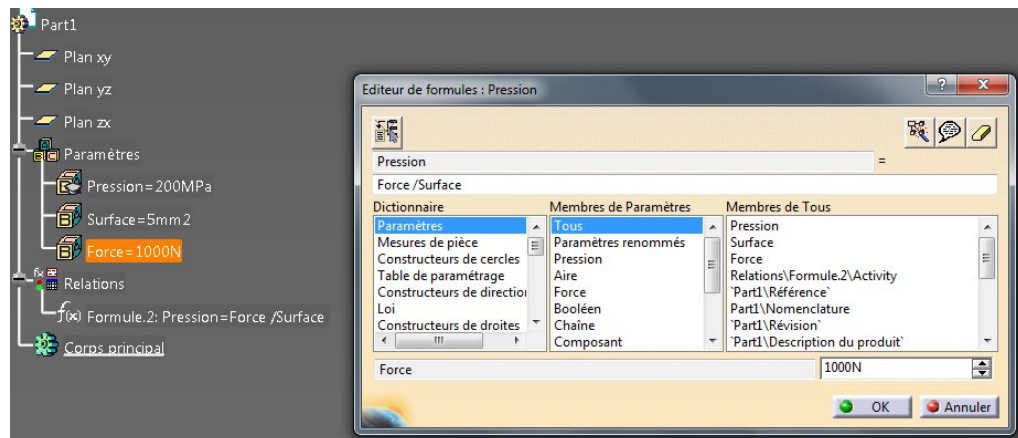 Part1
Plan xy
Plan yz
Plan zx
Paramètres
Pression=200MPa
Surface=5mm2
Force=1000N
Relations
f(x) Formule.2: Pression=Force /Surface
Corps principal
Editeur de formules : Pression
Pression =
Force /Surface
Dictionnaire Membres de Paramètres Membres de Tous
Paramètres Tous Pression
Mesures de pièce Paramètres renommés Surface
Constructeurs de cercles Pression Force
Table de paramétrage Aire Relations\Formule.2\Activity
Constructeurs de direction Force `Part1\Référence`
Loi Booléen Part1\Nomenclature
Constructeurs de droites Chaîne `Part1\Révision`
Composant `Part1\Description du produit`
Force 1000N
OK Annuler